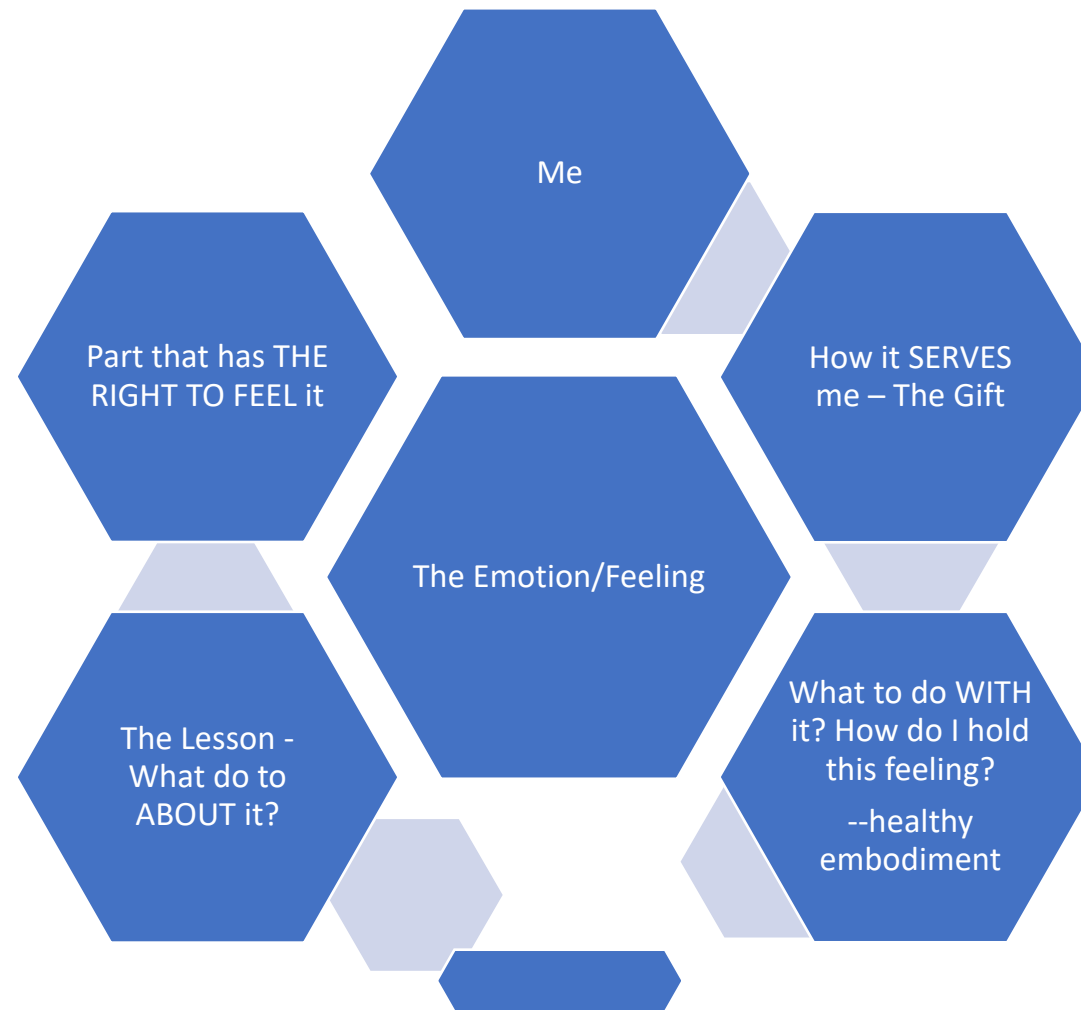 Me
Part that has THE
RIGHT TO FEEL it
How it SERVES
me – The Gift
The Emotion/Feeling
The Lesson -
What do to
ABOUT it?
What to do WITH
it? How do I hold
this feeling?
--healthy
embodiment